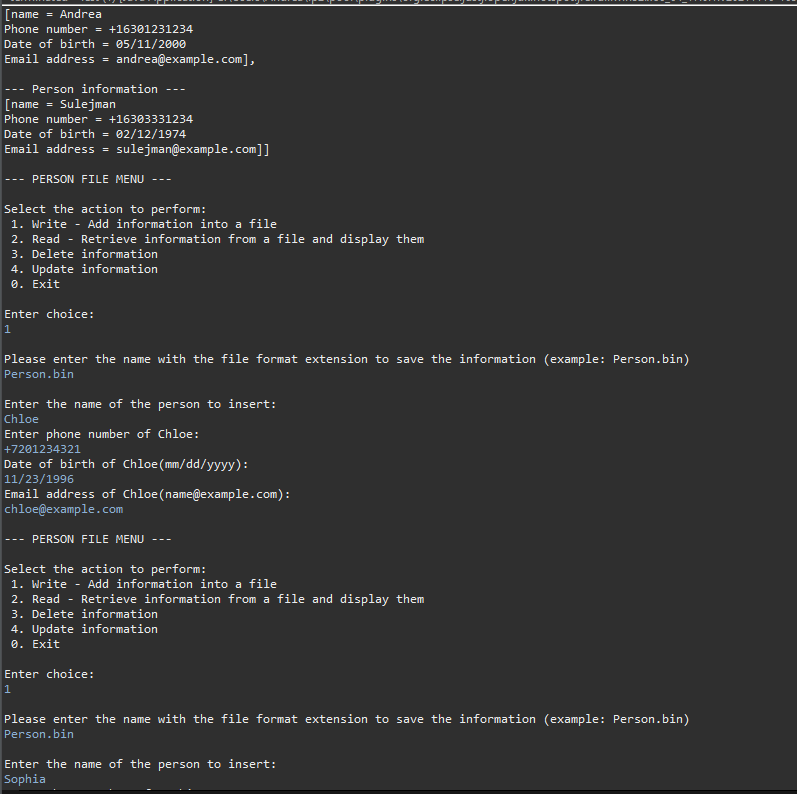 [name = Andrea
Phone number = +16301231234
Date of birth = 05/11/2000
Email address = andrea@example.com],
--- Person information ---
[name = Sulejman
Phone number = +16303331234
Date of birth = 02/12/1974
Email address = sulejman@example.com]]
--- PERSON FILE MENU ---
Select the action to perform:
1. Write - Add information into a file
2. Read - Retrieve information from a file and display them
3. Delete information
4. Update information
0. Exit
Enter choice:
1
Please enter the name with the file format extension to save the information (example: Person.bin)
Person.bin
Enter the name of the person to insert:
Chloe
Enter phone number of Chloe:
+7201234321
Date of birth of Chloe(mm/dd/yyyy):
11/23/1996
Email address of Chloe(name@example.com):
chloe@example.com
--- PERSON FILE MENU ---
Select the action to perform:
1. Write - Add information into a file
2. Read - Retrieve information from a file and display them
3. Delete information
4. Update information
0. Exit
Enter choice:
1
Please enter the name with the file format extension to save the information (example: Person.bin)
Person.bin
Enter the name of the person to insert:
Sophia